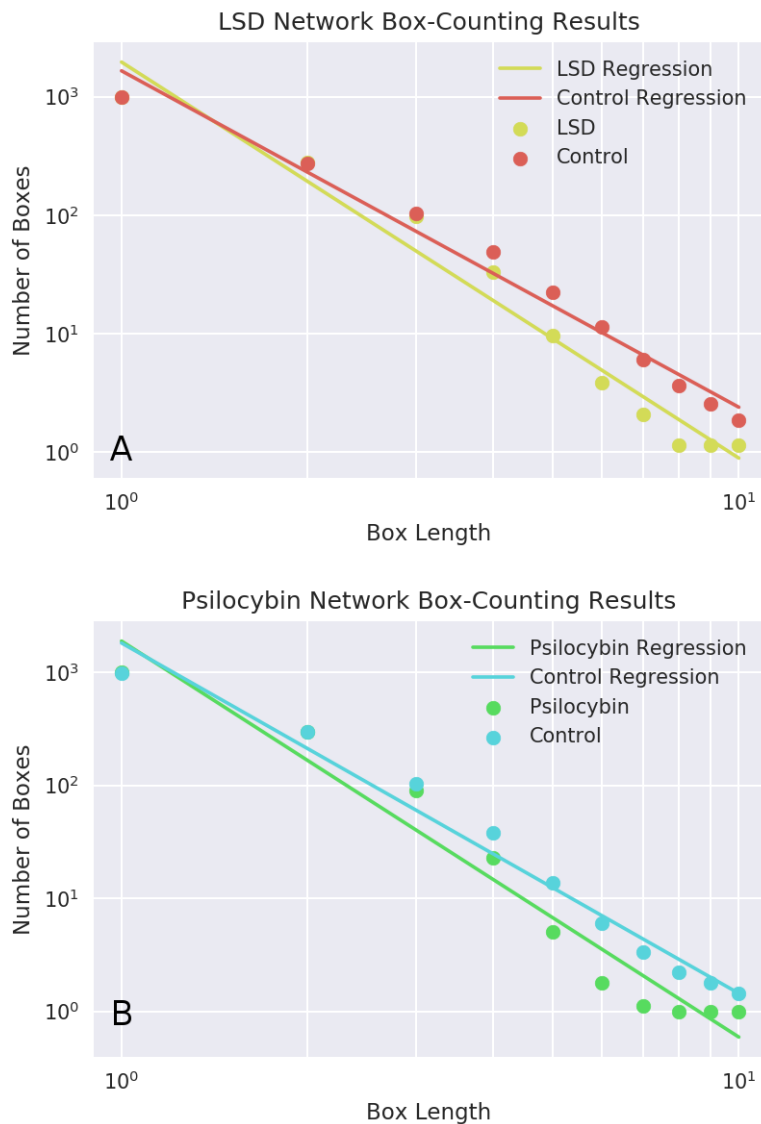 LSD Network Box-Counting Results
LSD Regression
Control Regression
LSD
Control
10³
10²
10¹
10⁰
Number of Boxes
A
10⁰ 10¹
Box Length
Psilocybin Network Box-Counting Results
Psilocybin Regression
Control Regression
Psilocybin
Control
10³
10²
10¹
10⁰
Number of Boxes
B
10⁰ 10¹
Box Length